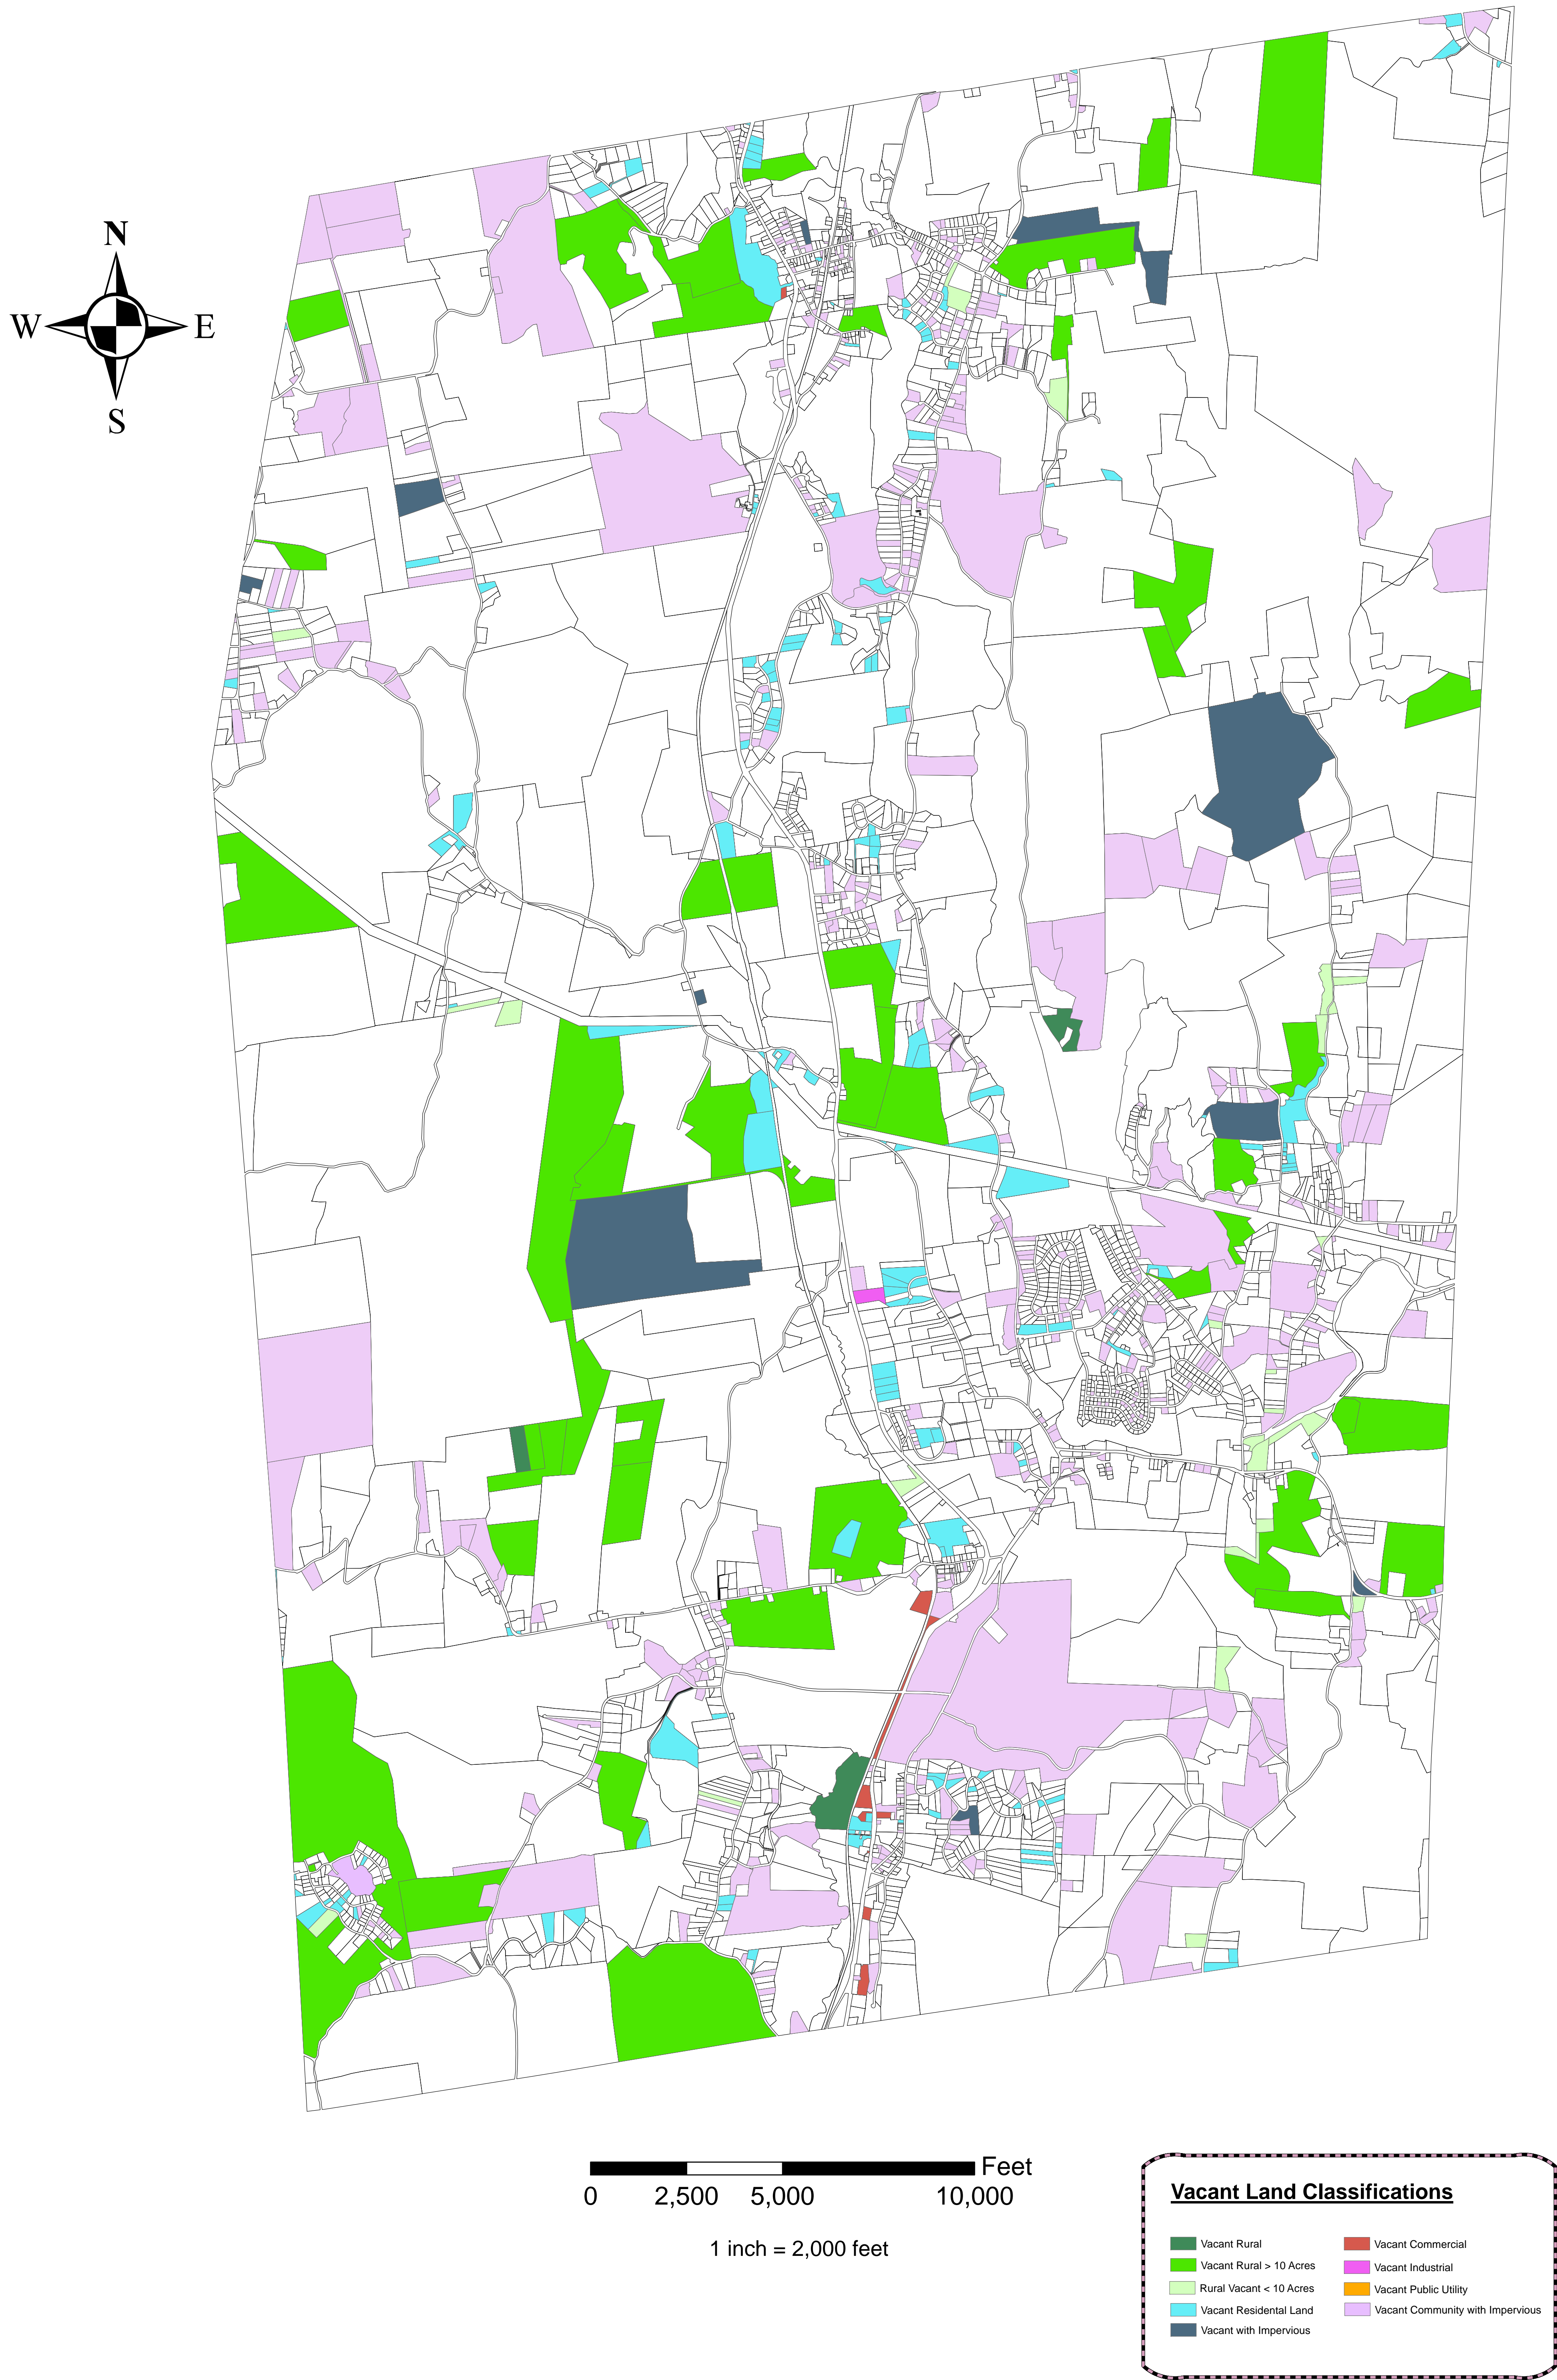 N
W E
S
Feet
0 2,500 5,000 10,000
1 inch = 2,000 feet
Vacant Land Classifications
Vacant Rural
Vacant Rural > 10 Acres
Rural Vacant < 10 Acres
Vacant Residental Land
Vacant with Impervious
Vacant Commercial
Vacant Industrial
Vacant Public Utility
Vacant Community with Impervious